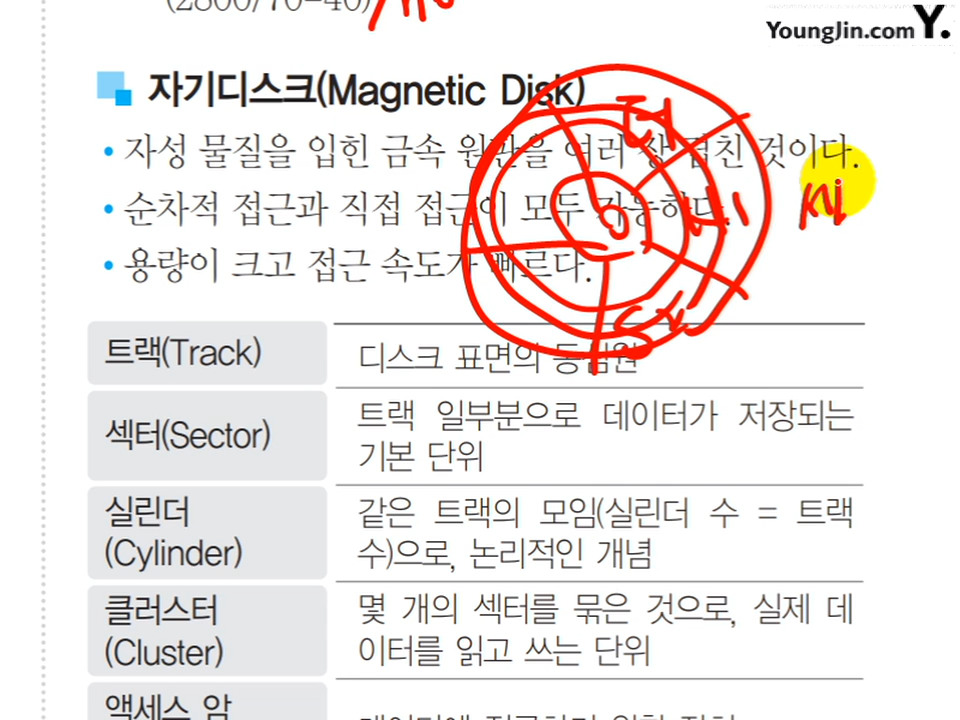 (2800/70=40)
YoungJin.com Y.
자기디스크(Magnetic Disk)
• 자성 물질을 입힌 금속 원판을 여러 장 겹친 것이다.
• 순차적 접근과 직접 접근이 모두 가능하다.
• 용량이 크고 접근 속도가 빠르다.
트랙(Track)
디스크 표면의 동심원
섹터(Sector)
트랙 일부분으로 데이터가 저장되는
기본 단위
실린더
(Cylinder)
같은 트랙의 모임(실린더 수 = 트랙
수)으로, 논리적인 개념
클러스터
(Cluster)
몇 개의 섹터를 묶은 것으로, 실제 데
이터를 읽고 쓰는 단위
액세스 암